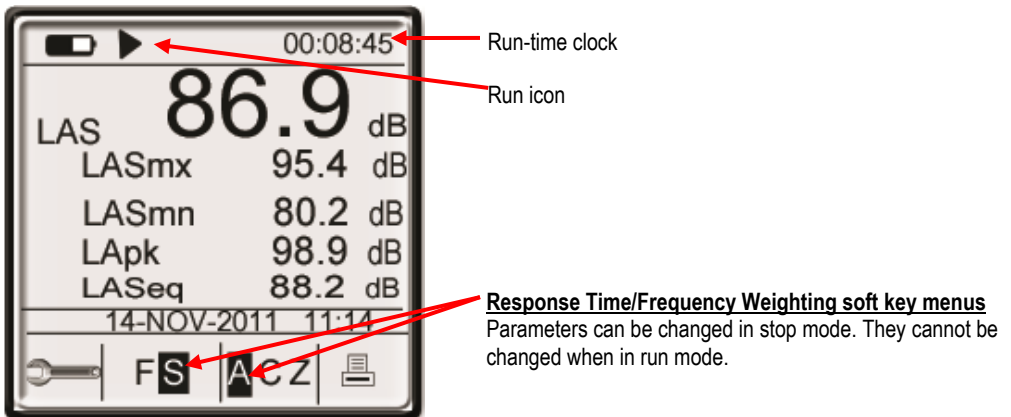 00:08:45 Run-time clock
Run icon
LAS 86.9 dB
LASmx 95.4 dB
LASmn 80.2 dB
LApk 98.9 dB
LASeq 88.2 dB
14-NOV-2011 11:14
F S A C Z
Response Time/Frequency Weighting soft key menus
Parameters can be changed in stop mode. They cannot be
changed when in run mode.